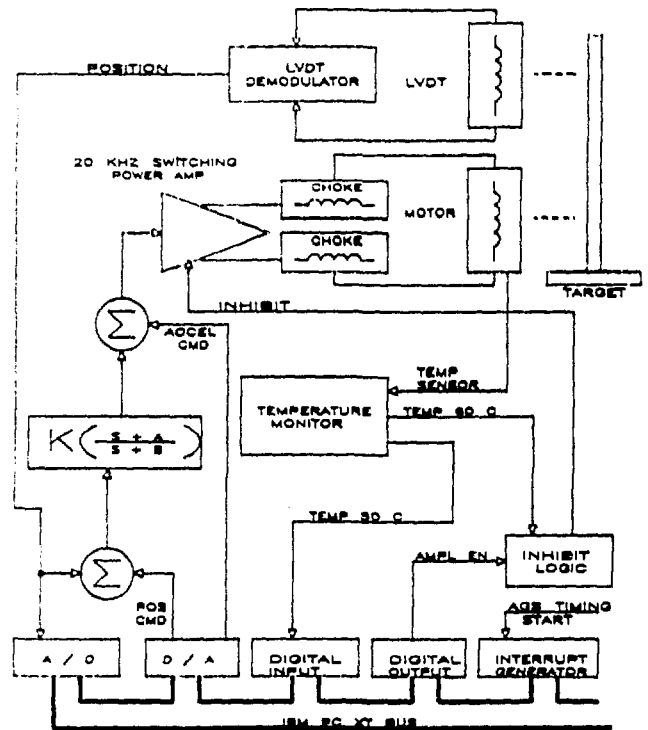 LVDT
DEMODULATOR
LVDT
POSITION
20 KHZ SWITCHING
POWER AMP
CHOKE
MOTOR
CHOKE
TARGET
INHIBIT
Σ
ACCEL
CMD
TEMP
SENSOR
TEMPERATURE
MONITOR
TEMP 60 C
K ( S + A / S + B )
TEMP 30 C
INHIBIT
LOGIC
AMPL EN
Σ
POS
CMD
AGS TIMING
START
A / D
D / A
DIGITAL
INPUT
DIGITAL
OUTPUT
INTERRUPT
GENERATOR
IBM PC XT BUS